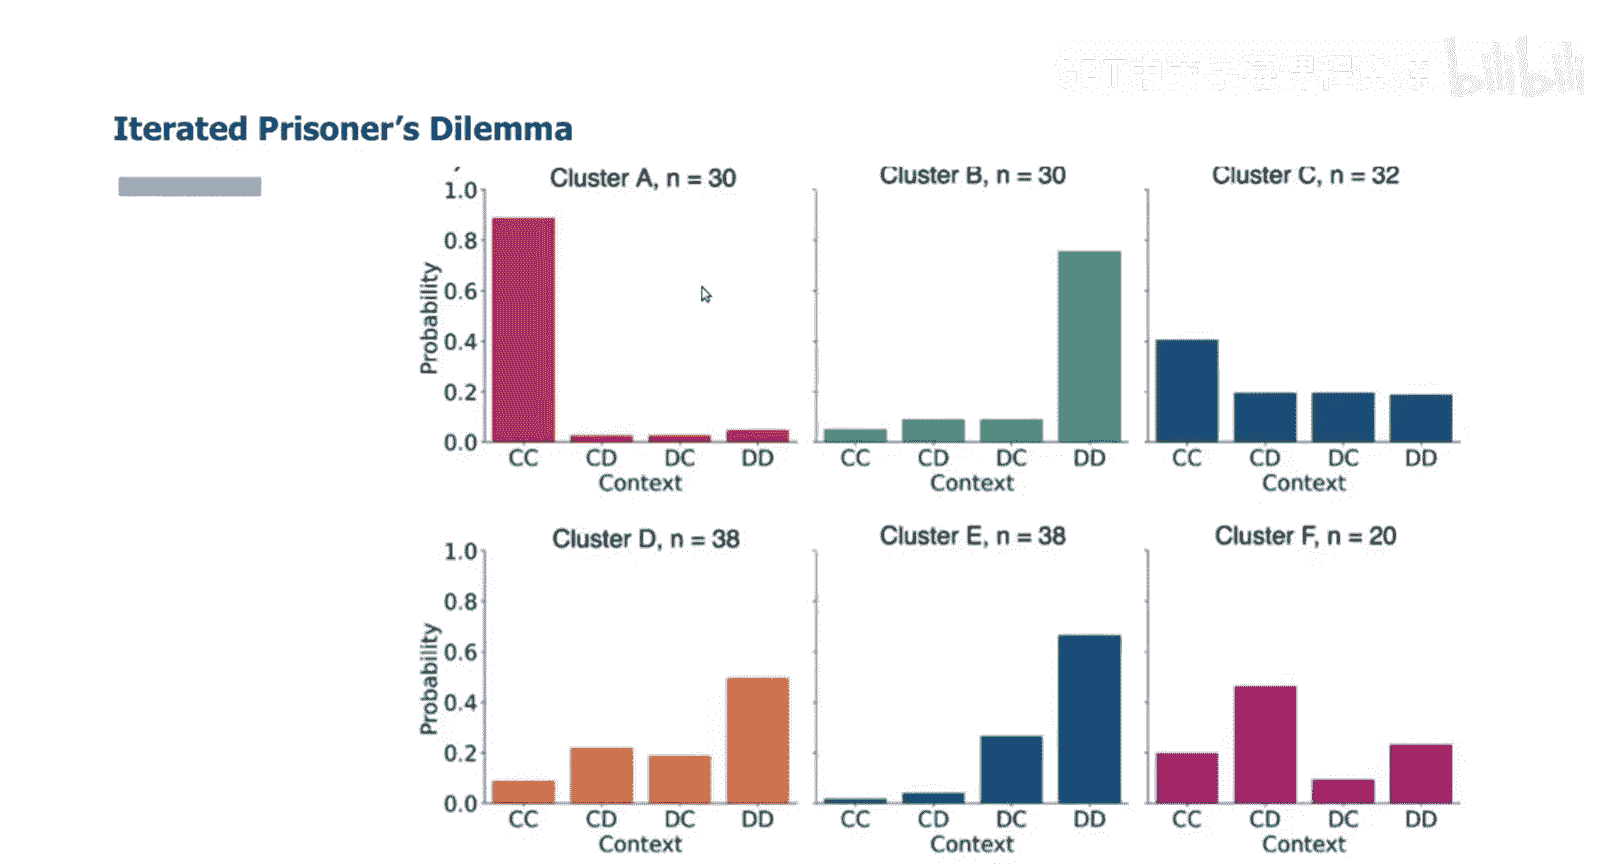 bilibili
Iterated Prisoner's Dilemma
Cluster A, n = 30
Cluster B, n = 30
Cluster C, n = 32
1.0
0.8
0.6
0.4
0.2
0.0
Probability
CC CD DC DD
CC CD DC DD
CC CD DC DD
Context
Context
Context
Cluster D, n = 38
Cluster E, n = 38
Cluster F, n = 20
1.0
0.8
0.6
0.4
0.2
0.0
Probability
CC CD DC DD
CC CD DC DD
CC CD DC DD
Context
Context
Context